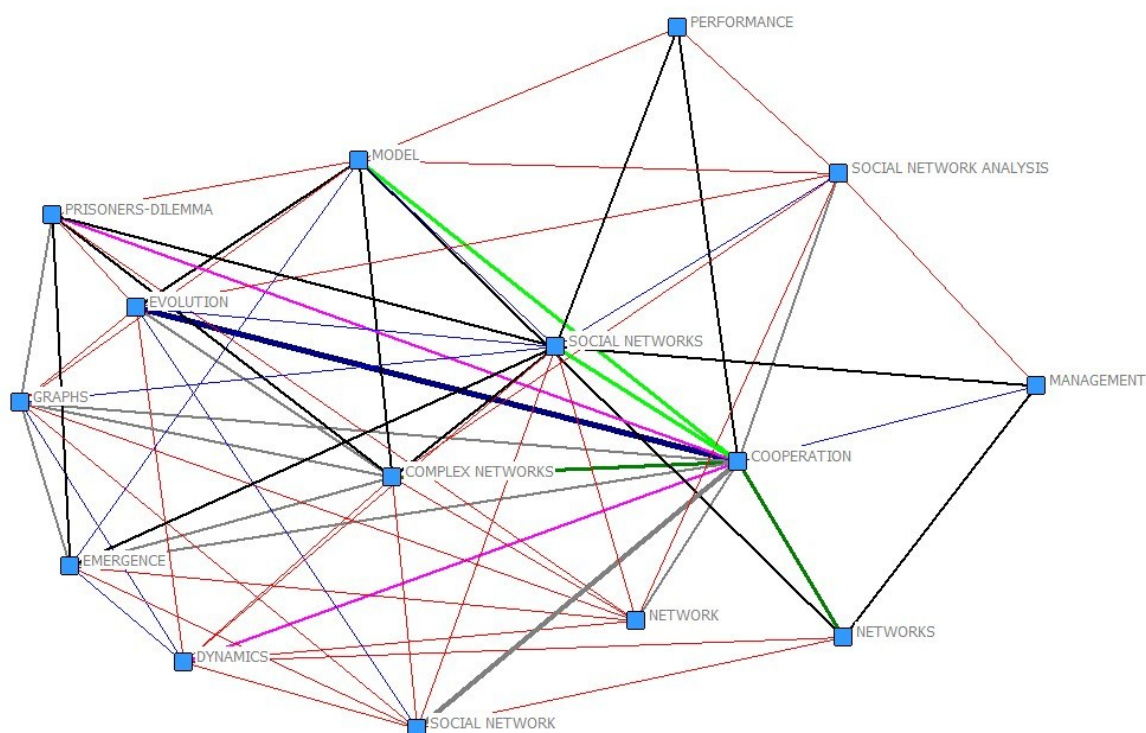 PERFORMANCE
MODEL
SOCIAL NETWORK ANALYSIS
PRISONERS-DILEMMA
EVOLUTION
SOCIAL NETWORKS
MANAGEMENT
GRAPHS
COOPERATION
COMPLEX NETWORKS
EMERGENCE
NETWORK
NETWORKS
DYNAMICS
SOCIAL NETWORK